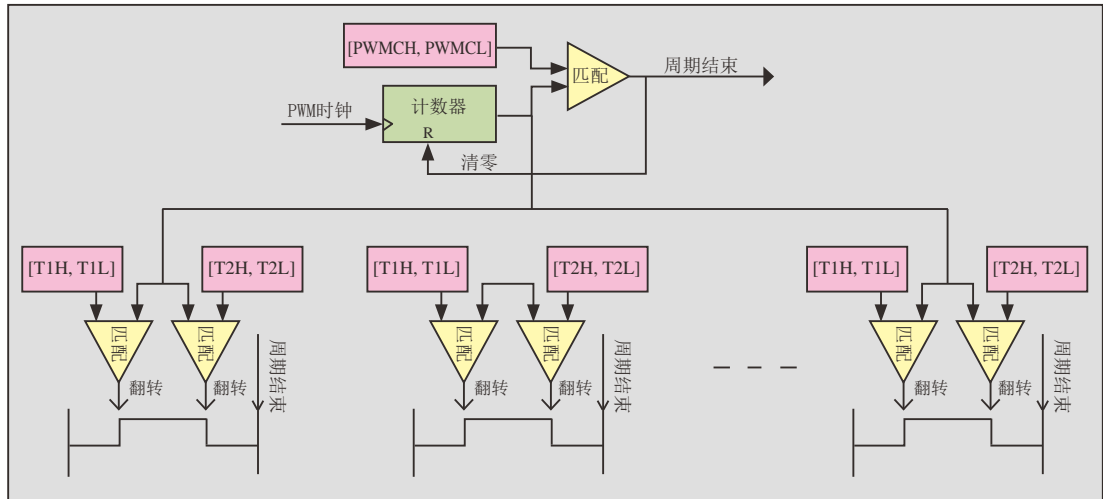 [PWMCH, PWMCL]
匹配
周期结束
PWM时钟
计数器
R
清零
[T1H, T1L]
[T2H, T2L]
[T1H, T1L]
[T2H, T2L]
[T1H, T1L]
[T2H, T2L]
匹配
匹配
周期结束
匹配
匹配
周期结束
匹配
匹配
周期结束
翻转
翻转
翻转
翻转
翻转
翻转